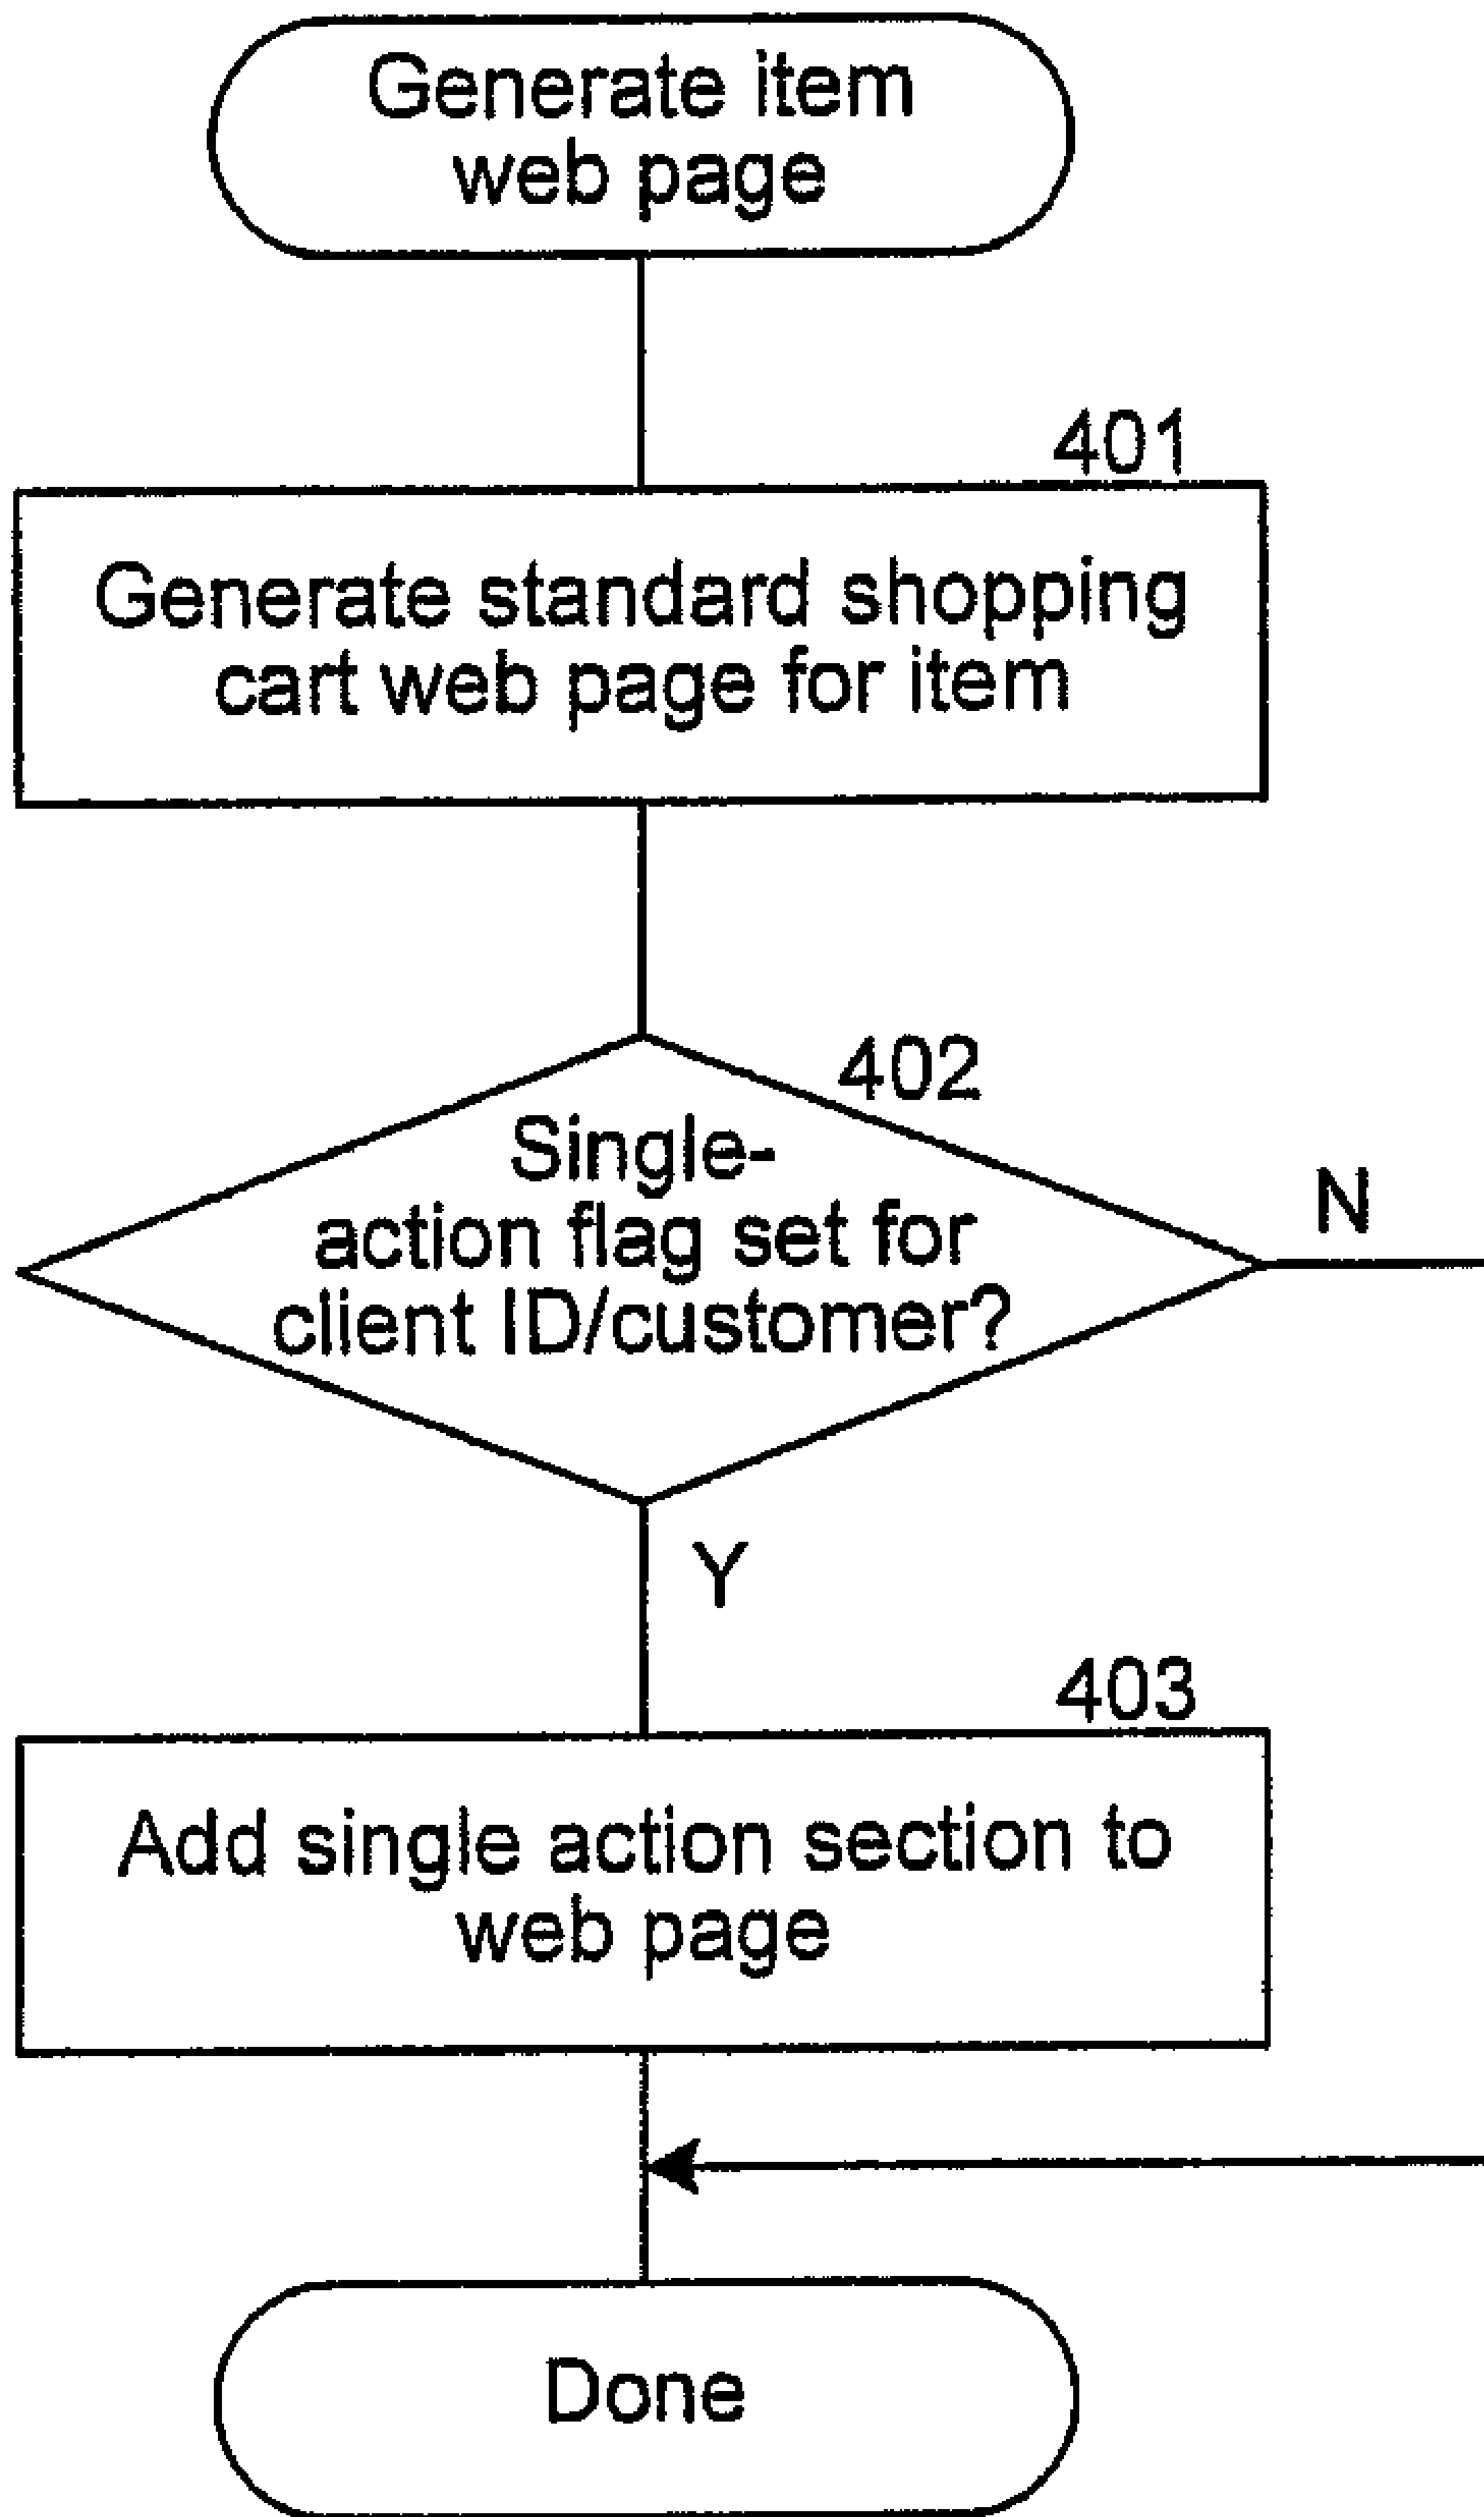 Generate item
web page
401
Generate standard shopping
cart web page for item
402
Single-
action flag set for
client ID/customer?
N
Y
403
Add single action section to
web page
Done